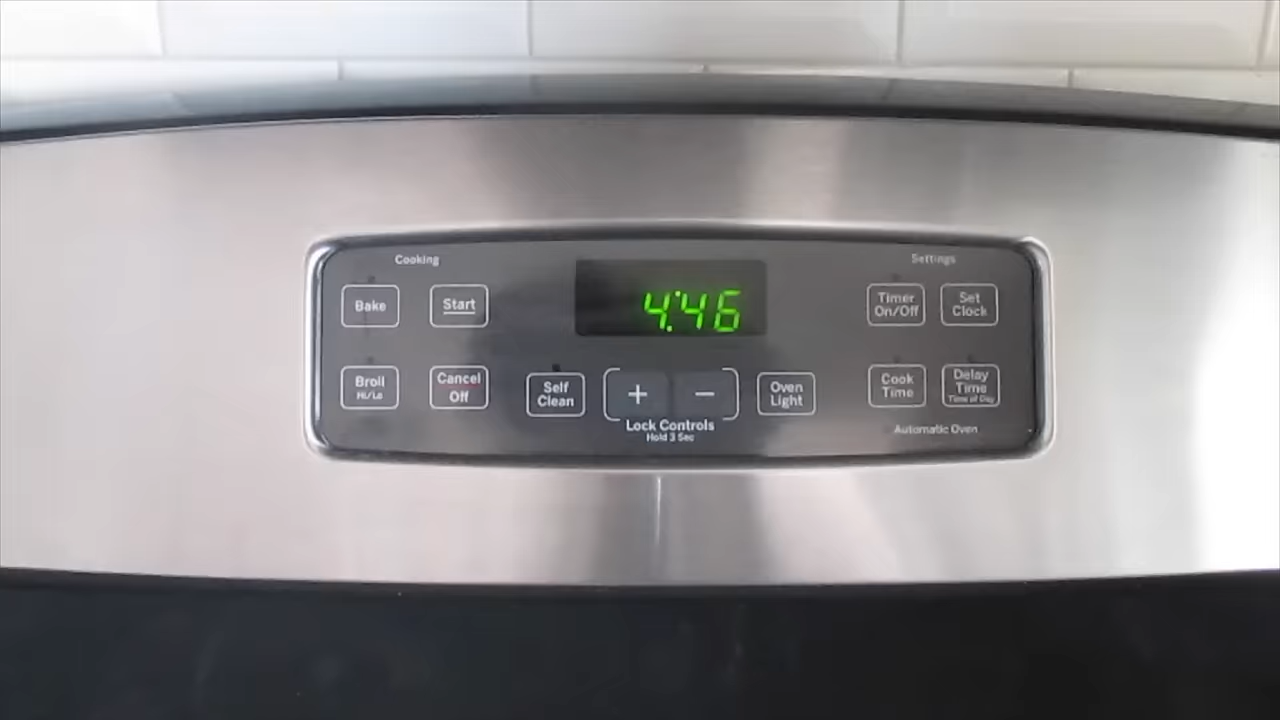 Cooking
Settings
Bake
Start
4:46
Timer
On/Off
Set
Clock
Broil
Hi/Lo
Cancel
Off
Self
Clean
+
−
Oven
Light
Cook
Time
Delay
Time
Time of Day
Lock Controls
Hold 3 Sec
Automatic Oven